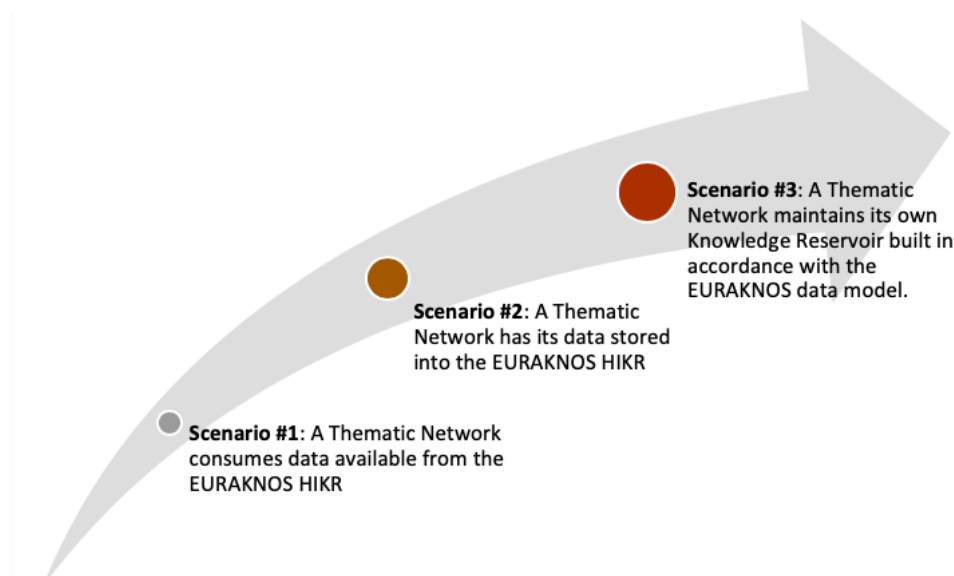 Scenario #3: A Thematic
Network maintains its own
Knowledge Reservoir built in
accordance with the
EURAKNOS data model.
Scenario #2: A Thematic
Network has its data stored
into the EURAKNOS HIKR
Scenario #1: A Thematic Network
consumes data available from the
EURAKNOS HIKR